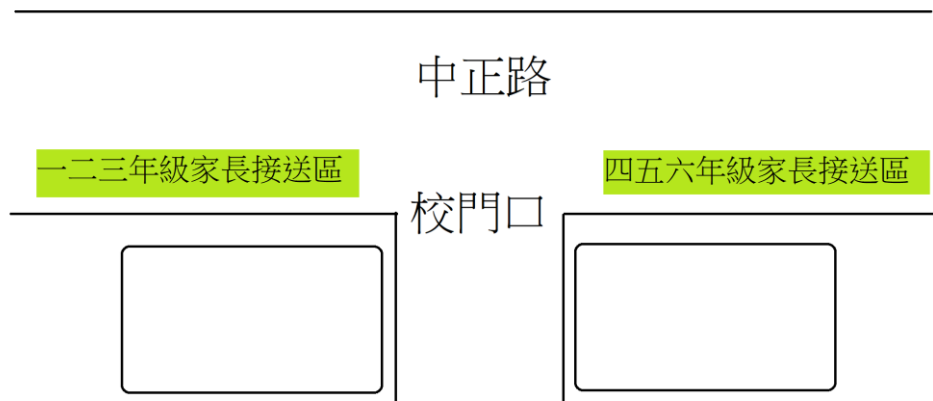 中正路
一二三年級家長接送區
四五六年級家長接送區
校門口